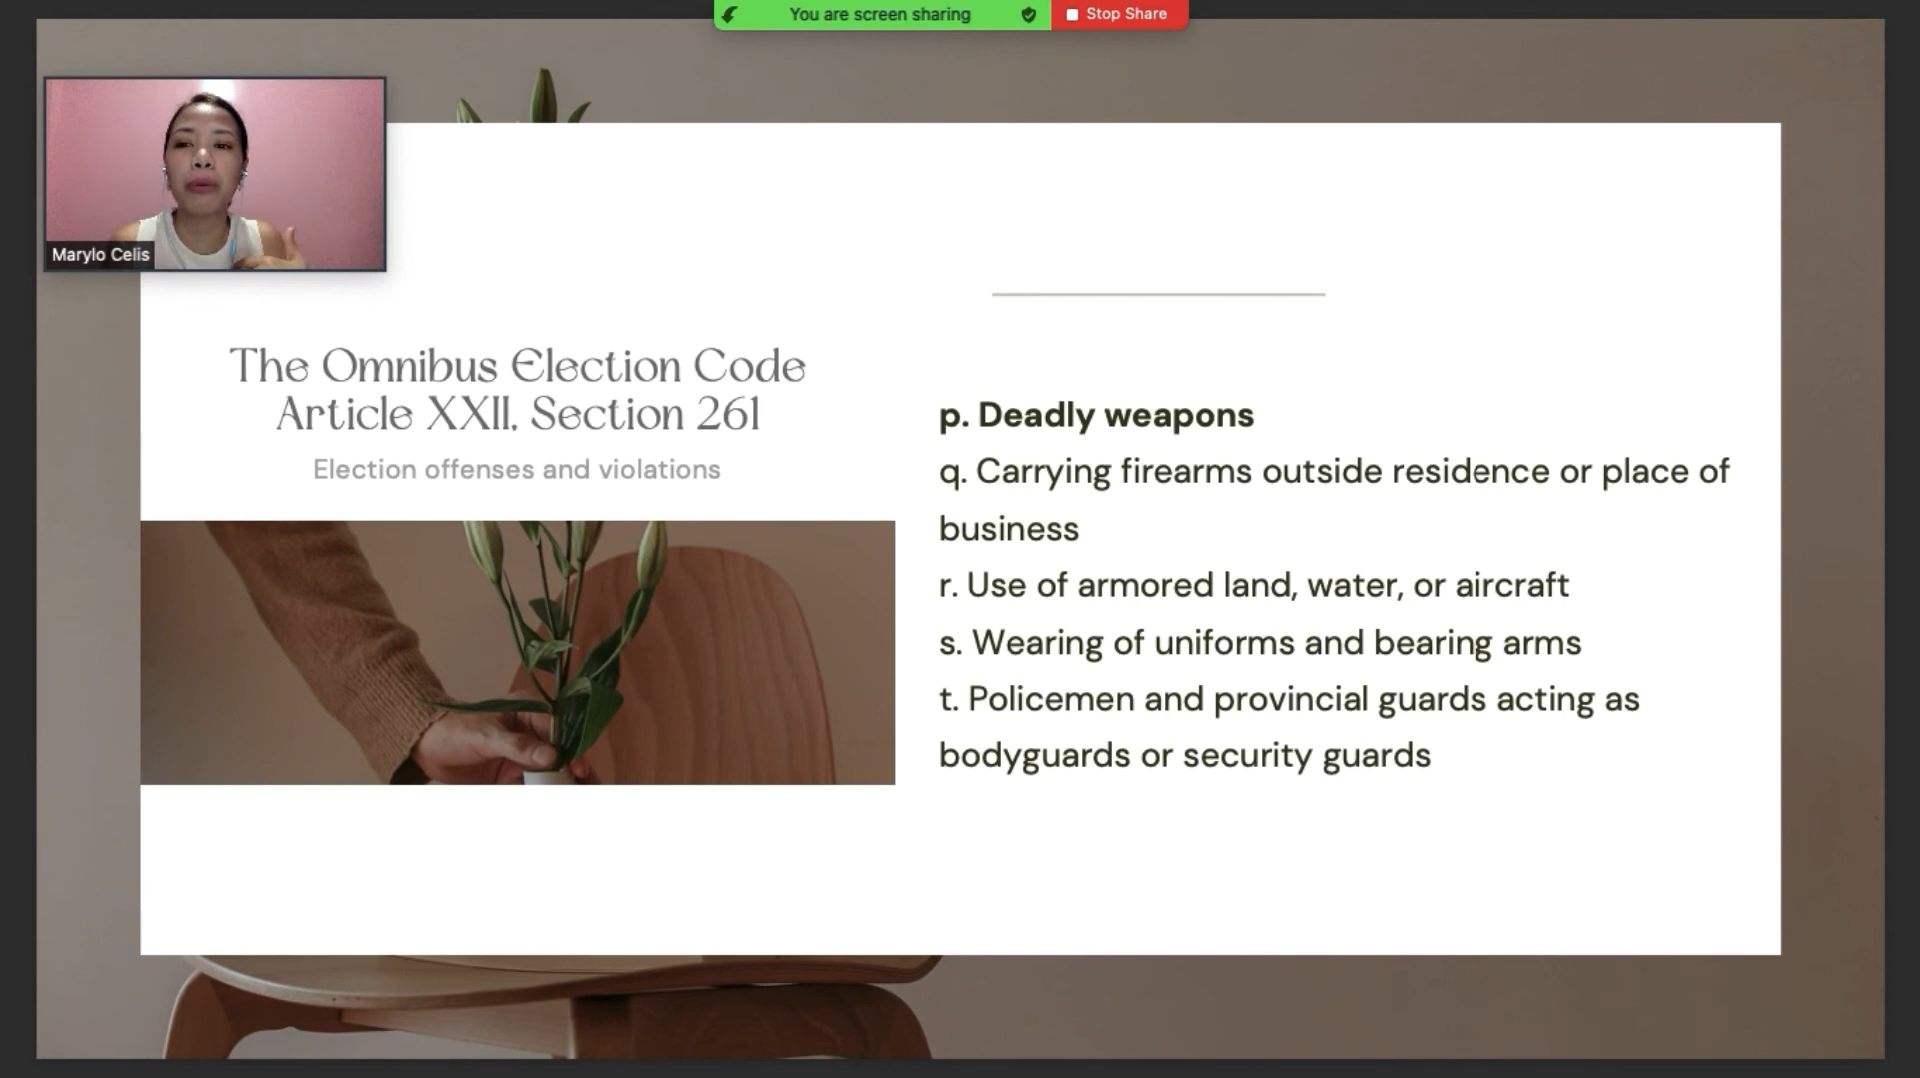 You are screen sharing
Stop Share
Marylo Celis
The Omnibus Election Code
Article XXII, Section 261
Election offenses and violations
p. Deadly weapons
q. Carrying firearms outside residence or place of
business
r. Use of armored land, water, or aircraft
s. Wearing of uniforms and bearing arms
t. Policemen and provincial guards acting as
bodyguards or security guards